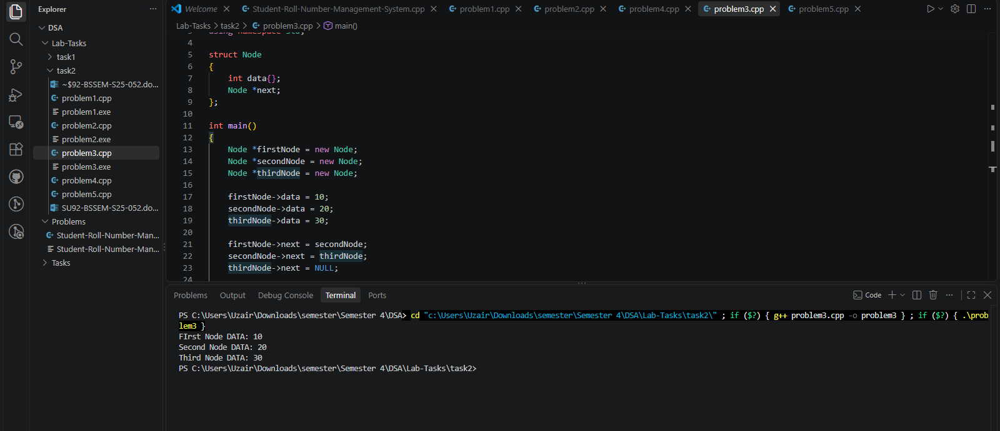 Explorer
DSA
Lab-Tasks
task1
task2
~$92-BSSEM-S25-052.do...
problem1.cpp
problem1.exe
problem2.cpp
problem2.exe
problem3.cpp
problem3.exe
problem4.cpp
problem5.cpp
SU92-BSSEM-S25-052.do...
Problems
Student-Roll-Number-Man...
Student-Roll-Number-Man...
Tasks
Welcome Student-Roll-Number-Management-System.cpp problem1.cpp problem2.cpp problem4.cpp problem3.cpp problem5.cpp
Lab-Tasks > task2 > problem3.cpp > main()
using namespace std;
4
5 struct Node
6 {
7 int data{};
8 Node *next;
9 };
10
11 int main()
12 {
13 Node *firstNode = new Node;
14 Node *secondNode = new Node;
15 Node *thirdNode = new Node;
16
17 firstNode->data = 10;
18 secondNode->data = 20;
19 thirdNode->data = 30;
20
21 firstNode->next = secondNode;
22 secondNode->next = thirdNode;
23 thirdNode->next = NULL;
24
Problems Output Debug Console Terminal Ports Code
PS C:\Users\Uzair\Downloads\semester\Semester 4\DSA> cd "c:\Users\Uzair\Downloads\semester\Semester 4\DSA\Lab-Tasks\task2\" ; if ($?) { g++ problem3.cpp -o problem3 } ; if ($?) { .\prob
lem3 }
FIrst Node DATA: 10
Second Node DATA: 20
Third Node DATA: 30
PS C:\Users\Uzair\Downloads\semester\Semester 4\DSA\Lab-Tasks\task2>